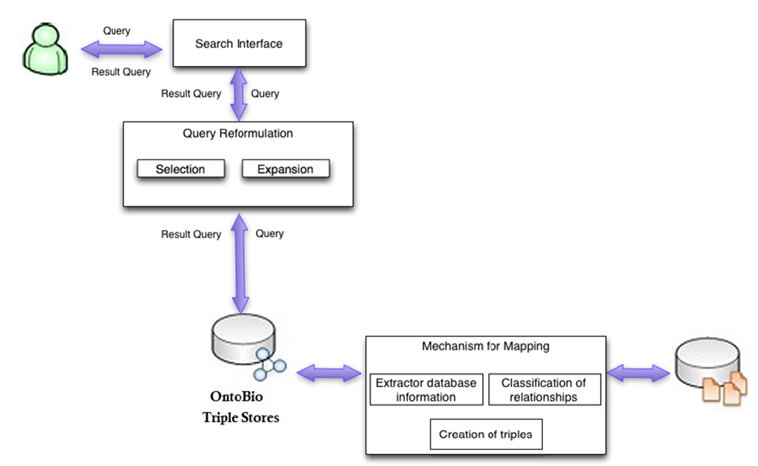 Query
Result Query
Search Interface
Result Query
Query
Query Reformulation
Selection
Expansion
Result Query
Query
OntoBio
Triple Stores
Mechanism for Mapping
Extractor database
information
Classification of
relationships
Creation of triples